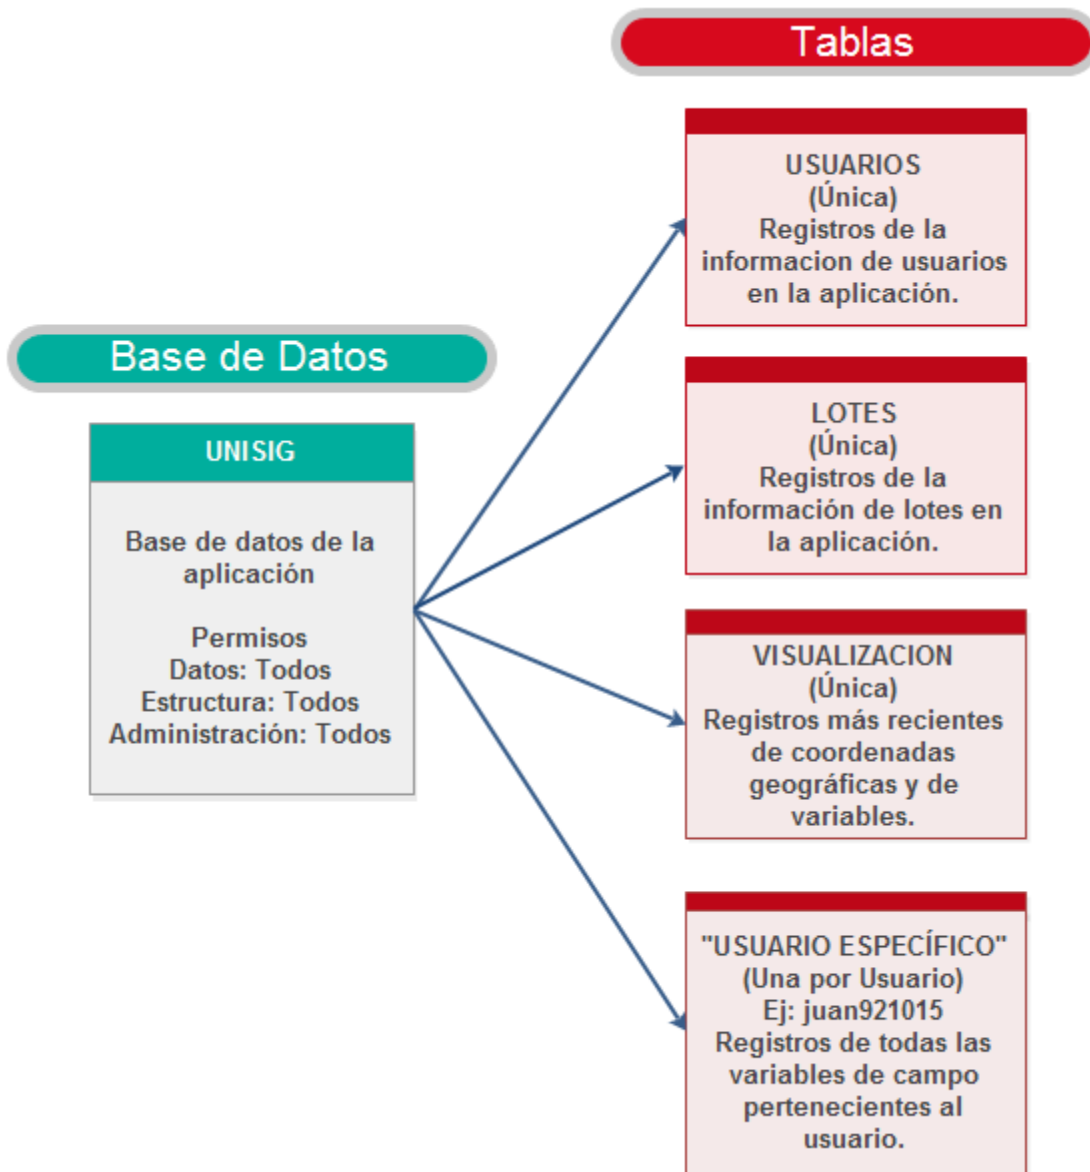 Tablas
USUARIOS
(Única)
Registros de la
informacion de usuarios
en la aplicación.
Base de Datos
UNISIG
Base de datos de la
aplicación
Permisos
Datos: Todos
Estructura: Todos
Administración: Todos
LOTES
(Única)
Registros de la
información de lotes en
la aplicación.
VISUALIZACION
(Única)
Registros más recientes
de coordenadas
geográficas y de
variables.
"USUARIO ESPECÍFICO"
(Una por Usuario)
Ej: juan921015
Registros de todas las
variables de campo
pertenecientes al
usuario.